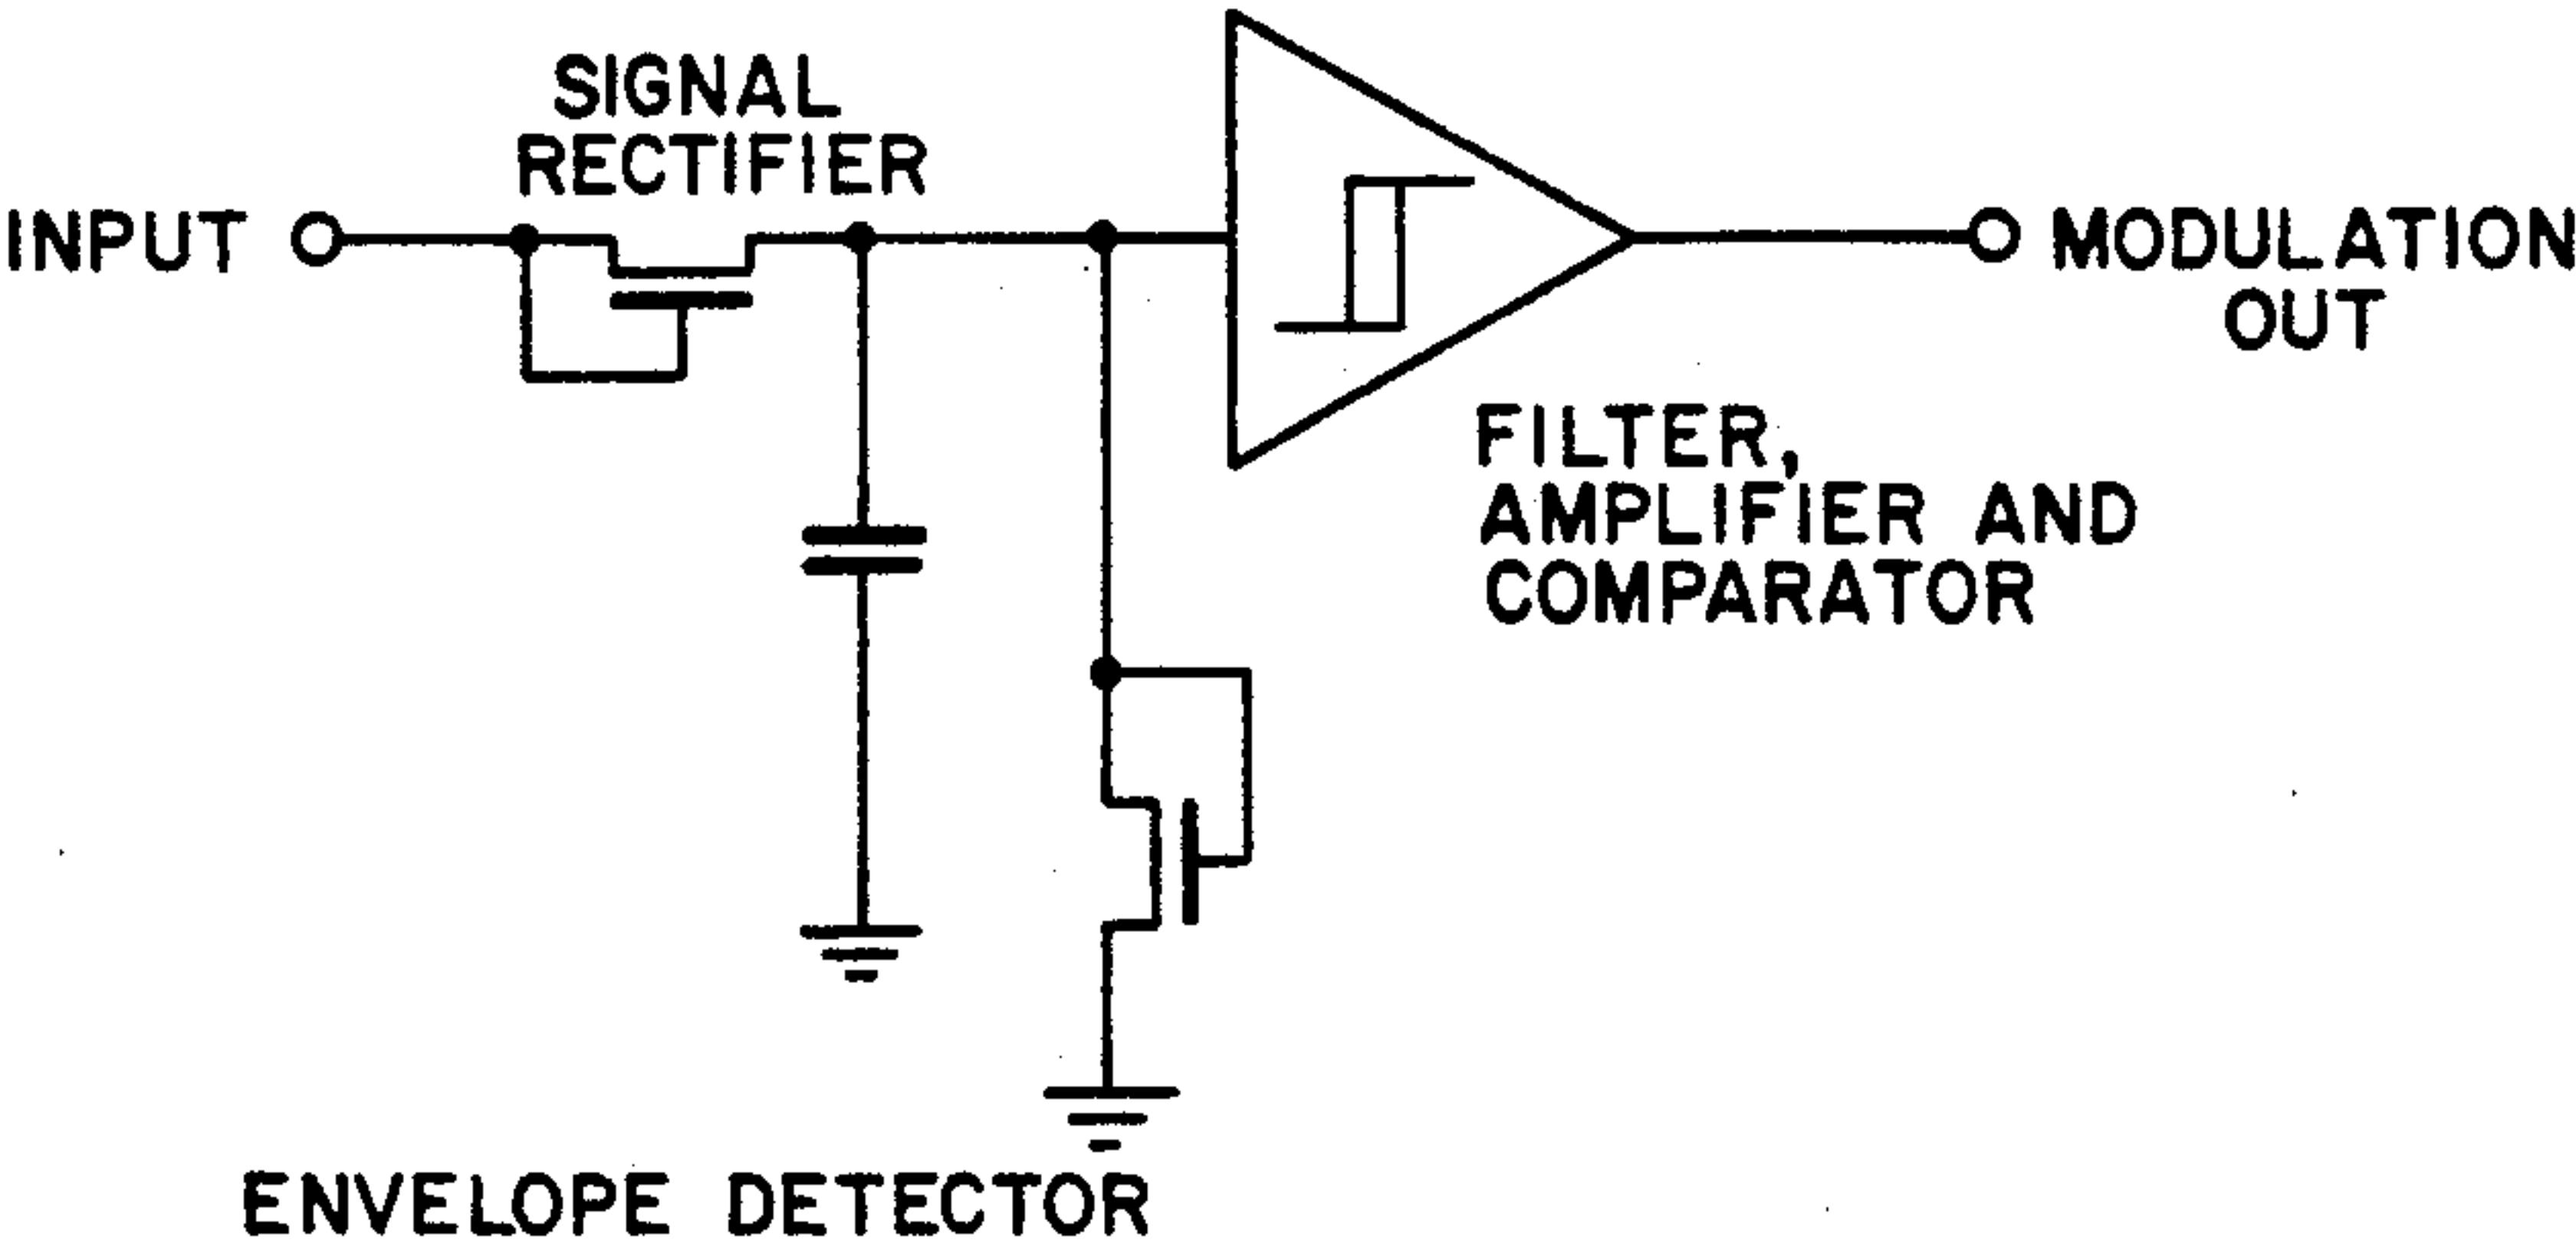 SIGNAL
RECTIFIER
INPUT
MODULATION
OUT
FILTER,
AMPLIFIER AND
COMPARATOR
ENVELOPE DETECTOR